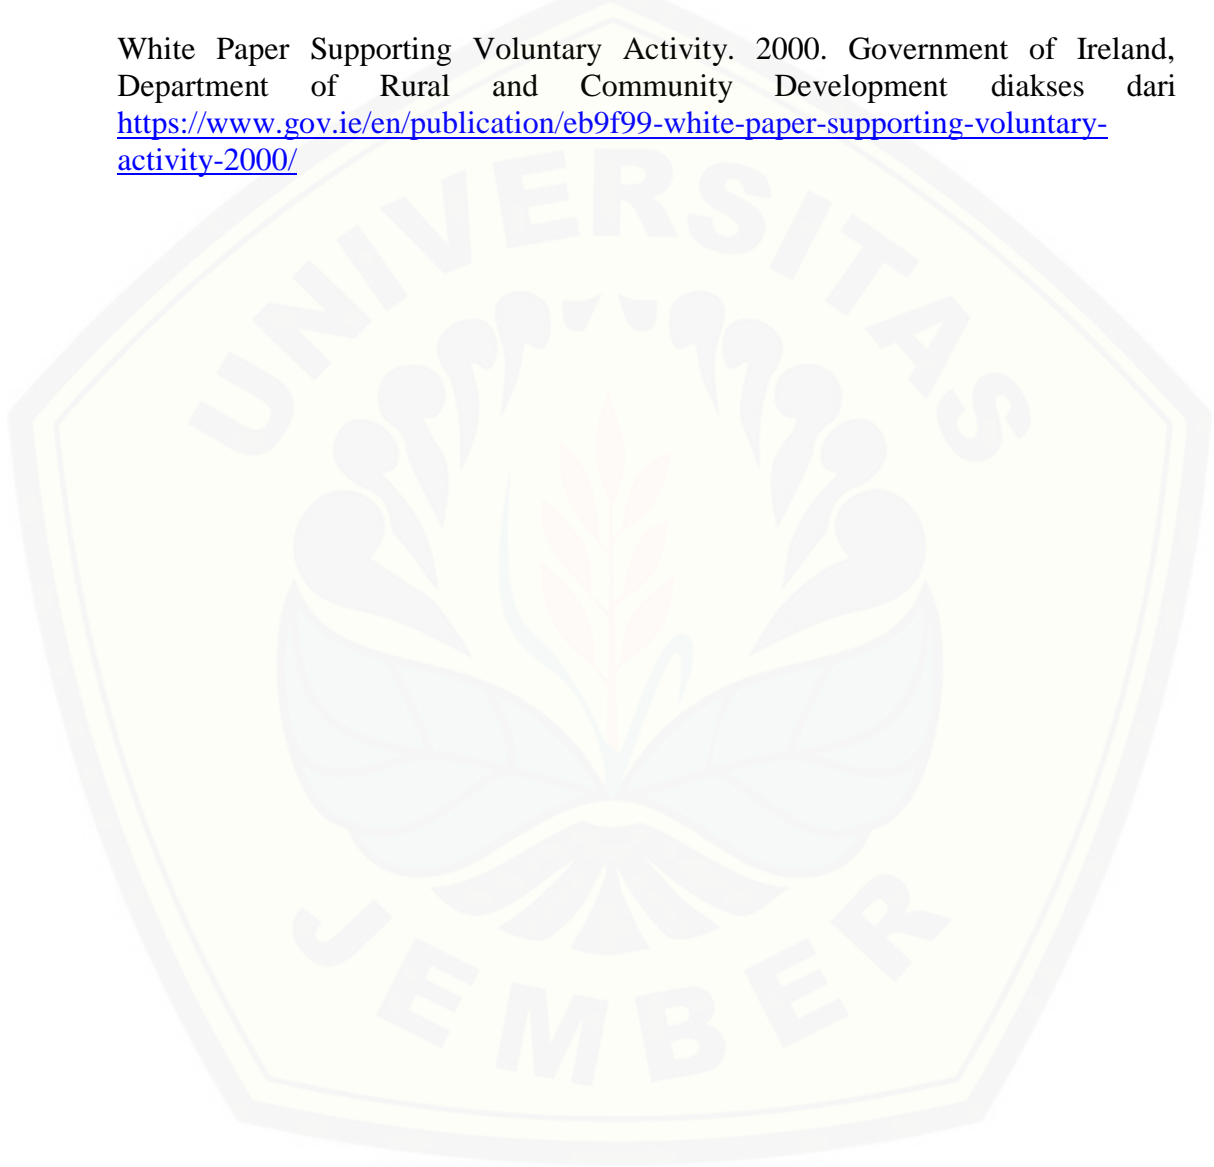 White Paper Supporting Voluntary Activity. 2000. Government of Ireland,
Department of Rural and Community Development diakses dari
https://www.gov.ie/en/publication/eb9f99-white-paper-supporting-voluntary-
activity-2000/
UNIVERSITAS
JEMBER